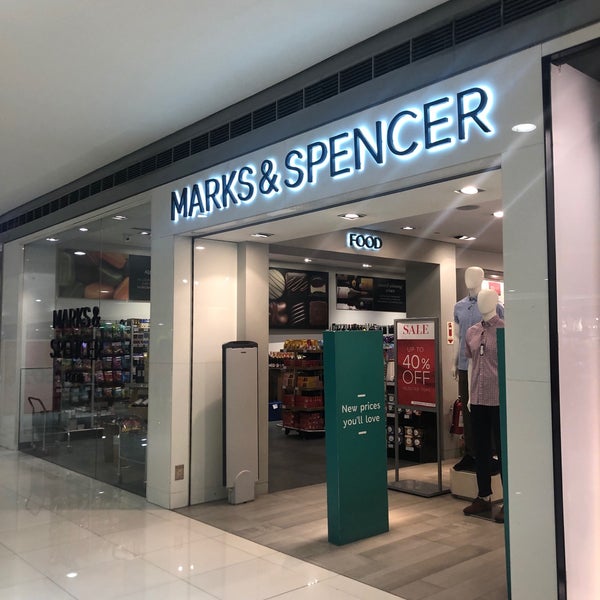 MARKS & SPENCER
FOOD
MARKS &
SPENCER
SALE
UP TO
40%
OFF
New prices
you'll love